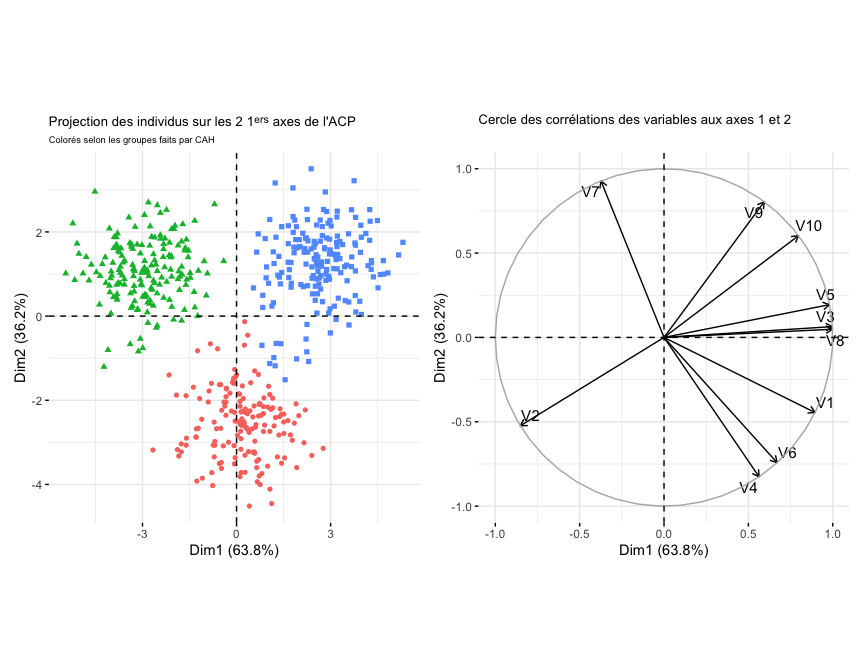 Projection des individus sur les 2 1ers axes de l'ACP
Colorés selon les groupes faits par CAH
2
0
-2
-4
-3
0
3
Dim1 (63.8%)
Dim2 (36.2%)
Cercle des corrélations des variables aux axes 1 et 2
1.0
0.5
0.0
-0.5
-1.0
-1.0
-0.5
0.0
0.5
1.0
Dim1 (63.8%)
Dim2 (36.2%)
V7
V9
V10
V5
V3
V8
V1
V2
V6
V4